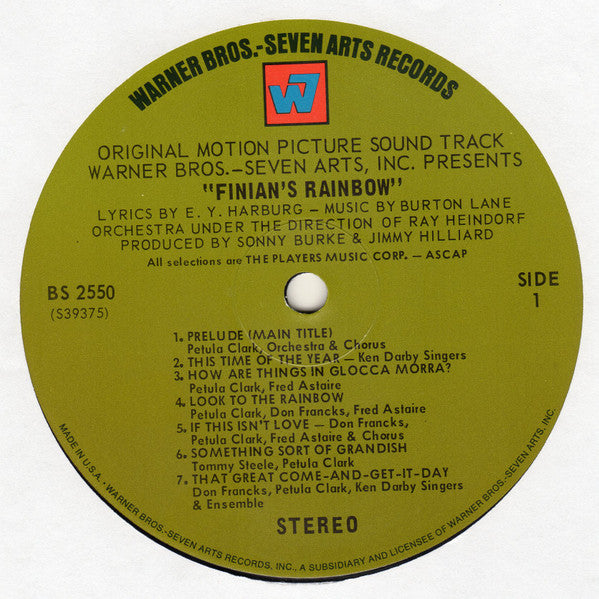 WARNER BROS.-SEVEN ARTS RECORDS
W7
ORIGINAL MOTION PICTURE SOUND TRACK
WARNER BROS.—SEVEN ARTS, INC. PRESENTS
"FINIAN'S RAINBOW"
LYRICS BY E. Y. HARBURG — MUSIC BY BURTON LANE
ORCHESTRA UNDER THE DIRECTION OF RAY HEINDORF
PRODUCED BY SONNY BURKE & JIMMY HILLIARD
All selections are THE PLAYERS MUSIC CORP. — ASCAP
BS 2550
(S39375)
SIDE
1
1. PRELUDE (MAIN TITLE)
Petula Clark, Orchestra & Chorus
2. THIS TIME OF THE YEAR — Ken Darby Singers
3. HOW ARE THINGS IN GLOCCA MORRA?
Petula Clark, Fred Astaire
4. LOOK TO THE RAINBOW
Petula Clark, Don Francks, Fred Astaire
5. IF THIS ISN'T LOVE — Don Francks,
Petula Clark, Fred Astaire & Chorus
6. SOMETHING SORT OF GRANDISH
Tommy Steele, Petula Clark
7. THAT GREAT COME-AND-GET-IT-DAY
Don Francks, Petula Clark, Ken Darby Singers
& Ensemble
STEREO
MADE IN U.S.A. • WARNER BROS.-SEVEN ARTS RECORDS, INC., A SUBSIDIARY AND LICENSEE OF WARNER BROS.-SEVEN ARTS, INC.